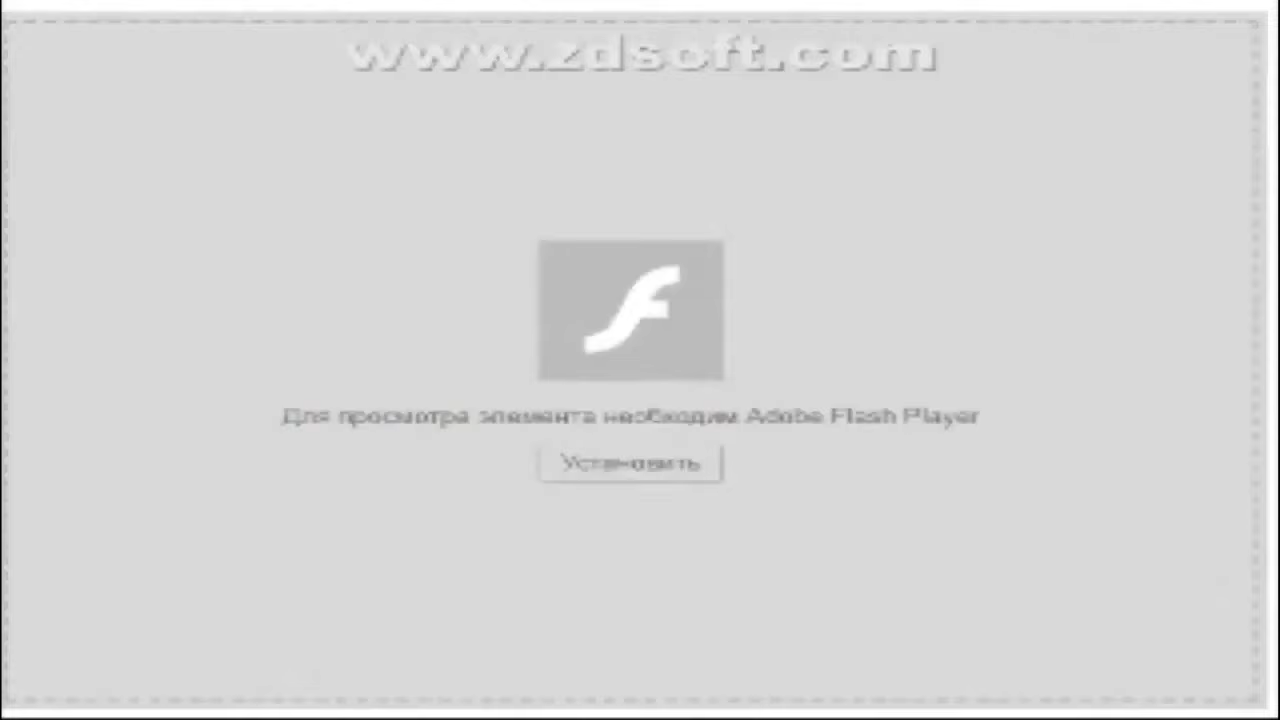 www.zdsoft.com
Для просмотра элемента необходим Adobe Flash Player
Установить